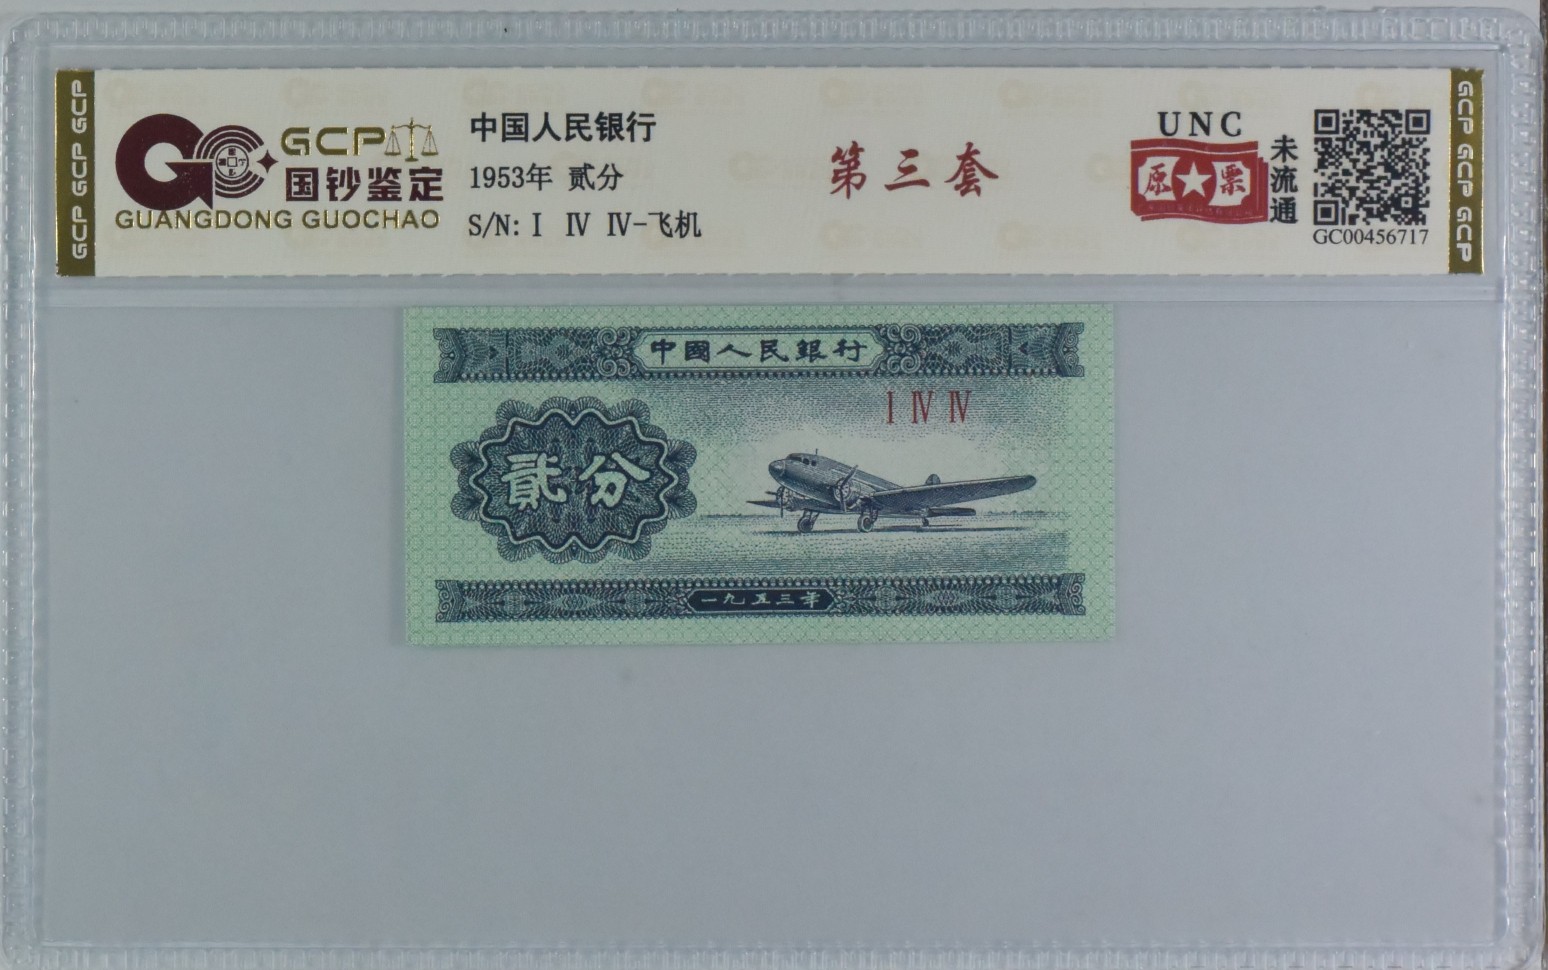 GCP GCP GCP
GCP
国钞鉴定
GUANGDONG GUOCHAO
中国人民银行
1953年 贰分
S/N: I IV IV-飞机
第三套
UNC
原★票
未流通
GC00456717
GCP GCP GCP
中國人民銀行
I IV IV
貳分
一九五三年